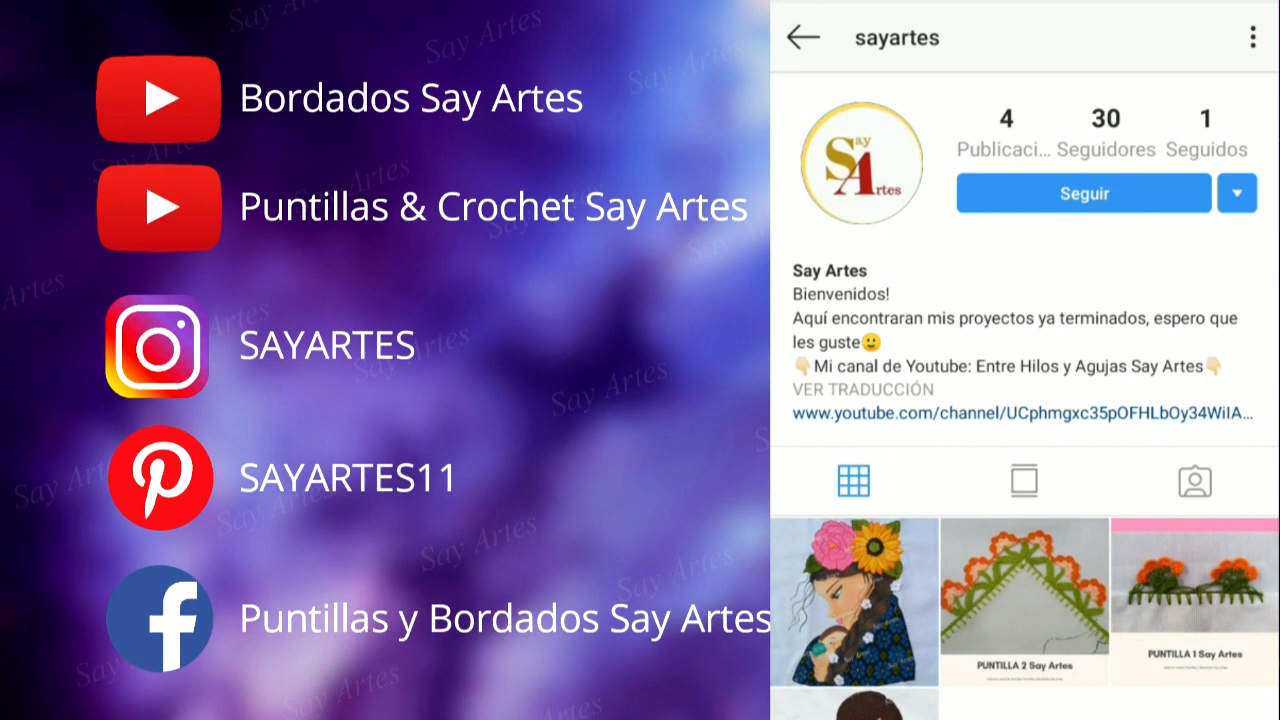 Bordados Say Artes
Puntillas & Crochet Say Artes
SAYARTES
SAYARTES11
Puntillas y Bordados Say Artes
sayartes
Say Artes
4 30 1
Publicaci... Seguidores Seguidos
Seguir
Say Artes
Bienvenidos!
Aquí encontraran mis proyectos ya terminados, espero que
les guste🙂
👇🏻Mi canal de Youtube: Entre Hilos y Agujas Say Artes👇🏻
VER TRADUCCIÓN
www.youtube.com/channel/UCphmgxc35pOFHLbOy34WiIA...
PUNTILLA 2 Say Artes
PUNTILLA 1 Say Artes